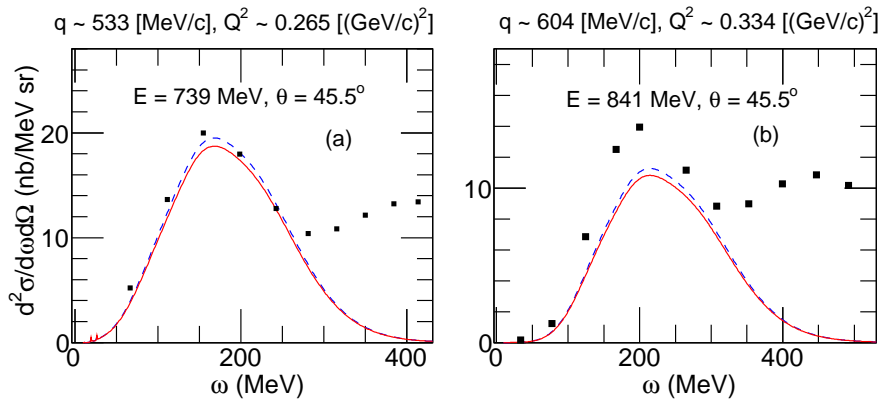 q ~ 533 [MeV/c], Q² ~ 0.265 [(GeV/c)²]
q ~ 604 [MeV/c], Q² ~ 0.334 [(GeV/c)²]
d²σ/dωdΩ (nb/MeV sr)
E = 739 MeV, θ = 45.5°
(a)
20
10
0
0 200 400
ω (MeV)
E = 841 MeV, θ = 45.5°
(b)
10
0
0 200 400
ω (MeV)